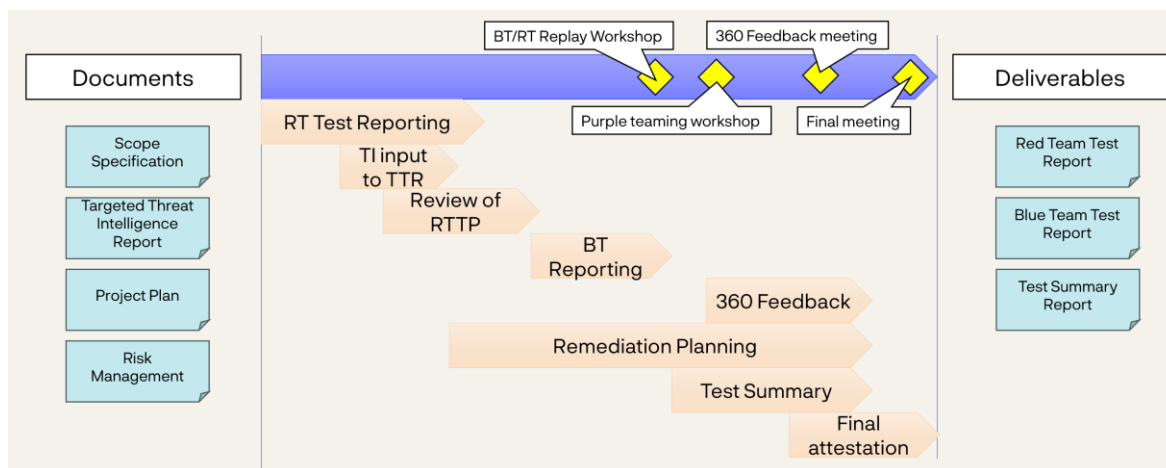 BT/RT Replay Workshop
360 Feedback meeting
Documents
Deliverables
Purple teaming workshop
Final meeting
RT Test Reporting
TI input
to TTR
Review of
RTTP
BT
Reporting
360 Feedback
Remediation Planning
Test Summary
Final
attestation
Scope
Specification
Targeted Threat
Intelligence
Report
Project Plan
Risk
Management
Red Team Test
Report
Blue Team Test
Report
Test Summary
Report